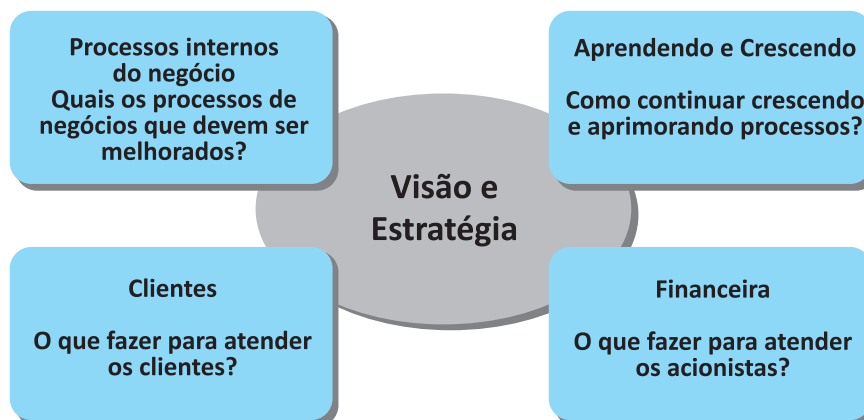 Processos internos
do negócio
Quais os processos de
negócios que devem ser
melhorados?
Aprendendo e Crescendo
Como continuar crescendo
e aprimorando processos?
Visão e
Estratégia
Clientes
O que fazer para atender
os clientes?
Financeira
O que fazer para atender
os acionistas?